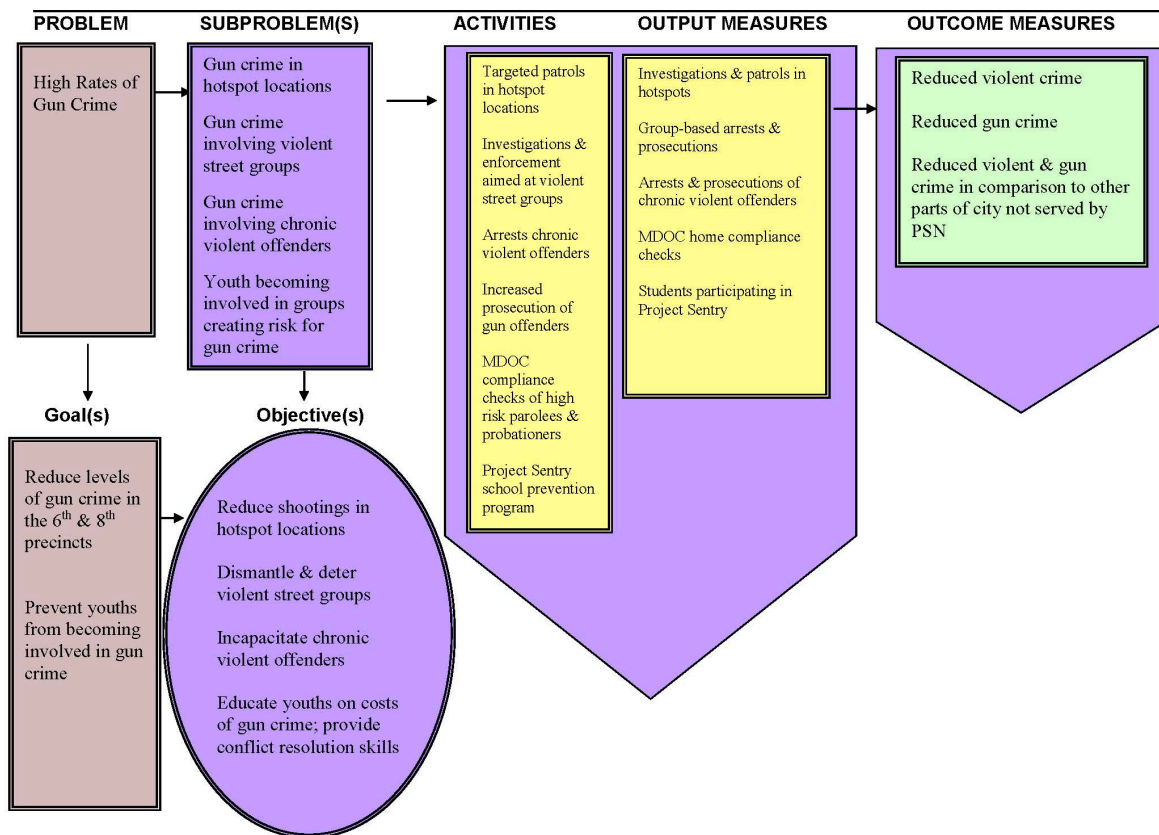 PROBLEM
SUBPROBLEM(S)
ACTIVITIES
OUTPUT MEASURES
OUTCOME MEASURES
High Rates of
Gun Crime
Gun crime in
hotspot locations
Gun crime
involving violent
street groups
Gun crime
involving chronic
violent offenders
Youth becoming
involved in groups
creating risk for
gun crime
Targeted patrols
in hotspot
locations
Investigations &
enforcement
aimed at violent
street groups
Arrests chronic
violent offenders
Increased
prosecution of
gun offenders
MDOC
compliance
checks of high
risk parolees &
probationers
Project Sentry
school prevention
program
Investigations & patrols in
hotspots
Group-based arrests &
prosecutions
Arrests & prosecutions of
chronic violent offenders
MDOC home compliance
checks
Students participating in
Project Sentry
Reduced violent crime
Reduced gun crime
Reduced violent & gun
crime in comparison to other
parts of city not served by
PSN
Goal(s)
Reduce levels
of gun crime in
the 6th & 8th
precincts
Prevent youths
from becoming
involved in gun
crime
Objective(s)
Reduce shootings in
hotspot locations
Dismantle & deter
violent street groups
Incapacitate chronic
violent offenders
Educate youths on costs
of gun crime; provide
conflict resolution skills